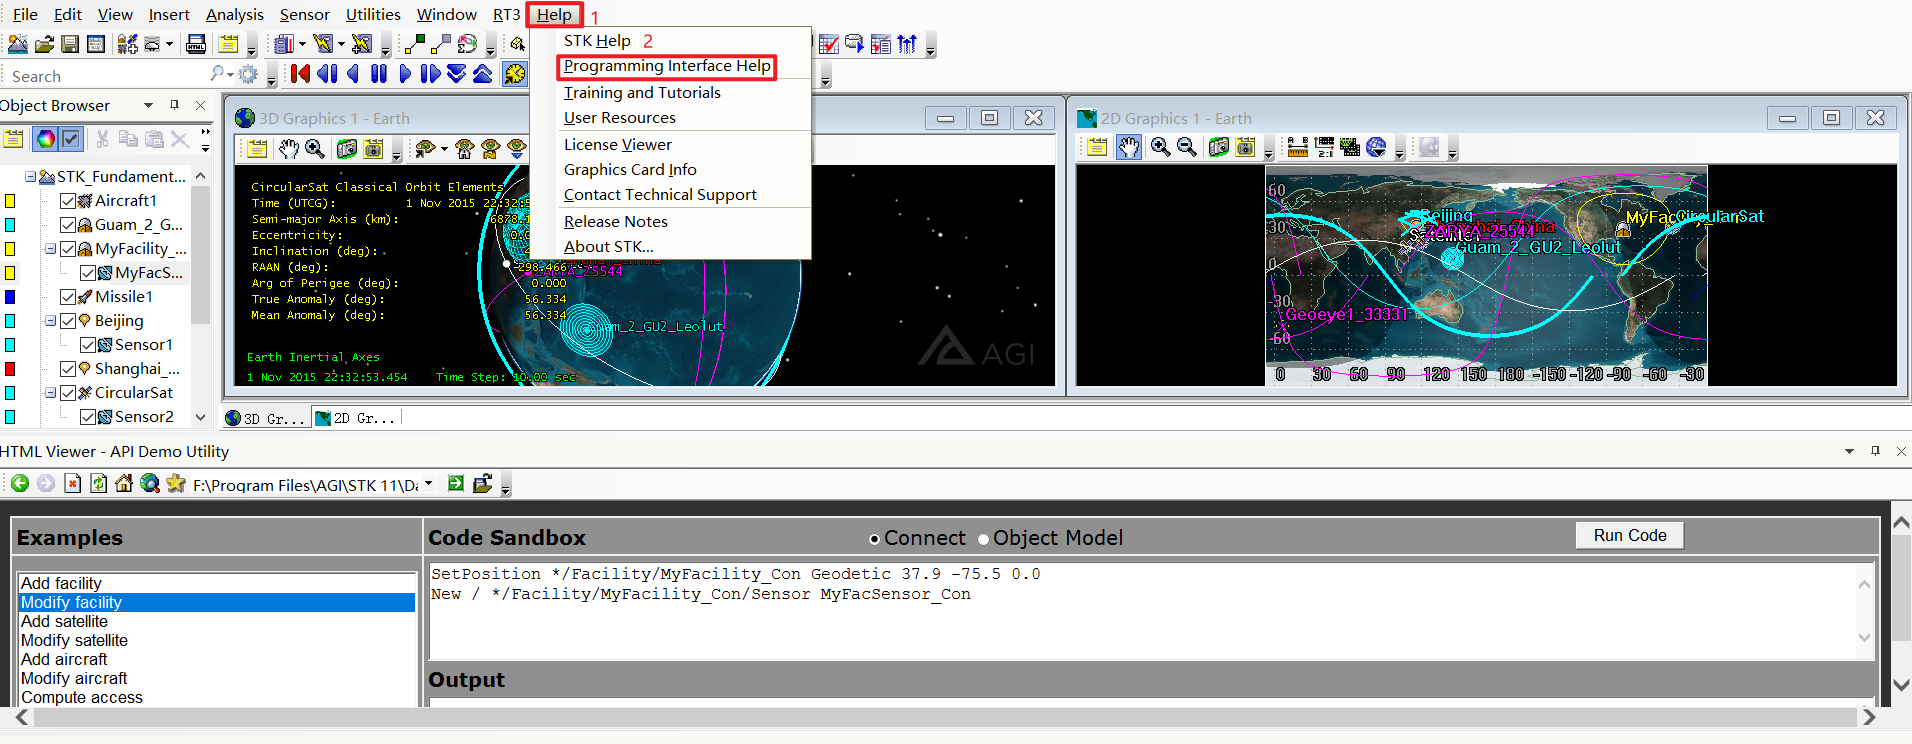 File Edit View Insert Analysis Sensor Utilities Window RT3 Help 1
STK Help 2
Programming Interface Help
Training and Tutorials
User Resources
License Viewer
Graphics Card Info
Contact Technical Support
Release Notes
About STK...
Search
Object Browser
STK_Fundament...
Aircraft1
Guam_2_G...
MyFacility_...
MyFacS...
Missile1
Beijing
Sensor1
Shanghai_...
CircularSat
Sensor2
3D Graphics 1 - Earth
CircularSat Classical Orbit Elements
Time (UTCG): 1 Nov 2015 22:32:5
Semi-major Axis (km): 6878.1
Eccentricity: 0.0
Inclination (deg):
RAAN (deg): -298.466
Arg of Perigee (deg): 0.000
True Anomaly (deg): 56.334
Mean Anomaly (deg): 56.334
Earth Inertial Axes
1 Nov 2015 22:32:53.454 Time Step: 10.00 sec
ZARYA_25544
Guam_2_GU2_Leolut
AGI
2D Graphics 1 - Earth
60
30
0
-30
-60
Beijing
MyFac
CircularSat
ZARYA_25544
Guam_2_GU2_Leolut
Geoeye1_33331
0 30 60 90 120 150 180 -150 -120 -90 -60 -30
3D Gr...
2D Gr...
HTML Viewer - API Demo Utility
F:\Program Files\AGI\STK 11\Da
Examples
Add facility
Modify facility
Add satellite
Modify satellite
Add aircraft
Modify aircraft
Compute access
Code Sandbox Connect Object Model Run Code
SetPosition */Facility/MyFacility_Con Geodetic 37.9 -75.5 0.0
New / */Facility/MyFacility_Con/Sensor MyFacSensor_Con
Output